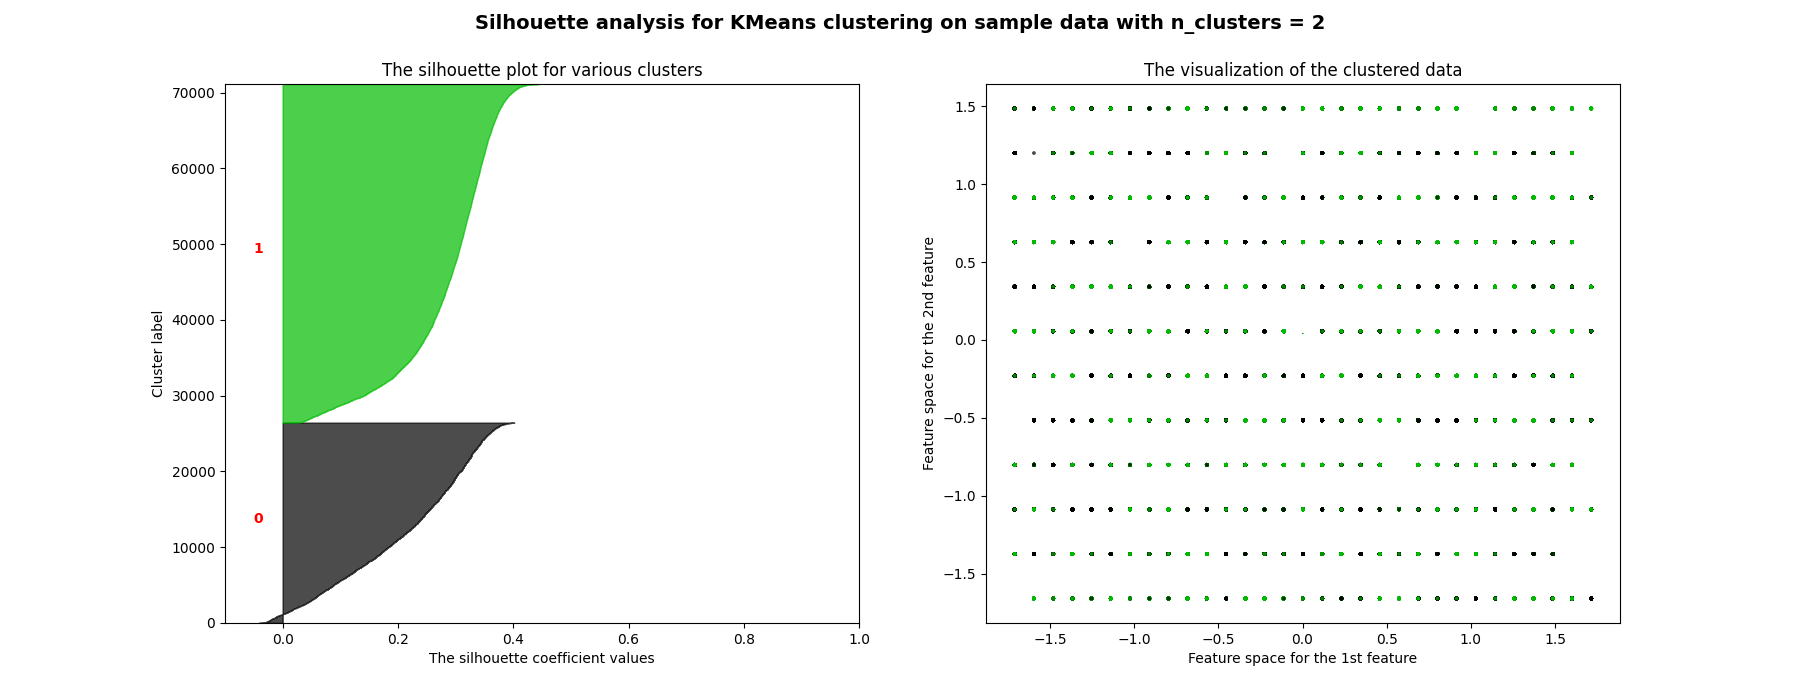 Silhouette analysis for KMeans clustering on sample data with n_clusters = 2
The silhouette plot for various clusters
70000
60000
50000
40000
30000
20000
10000
0
Cluster label
1
0
0.0 0.2 0.4 0.6 0.8 1.0
The silhouette coefficient values
The visualization of the clustered data
1.5
1.0
0.5
0.0
−0.5
−1.0
−1.5
Feature space for the 2nd feature
−1.5 −1.0 −0.5 0.0 0.5 1.0 1.5
Feature space for the 1st feature